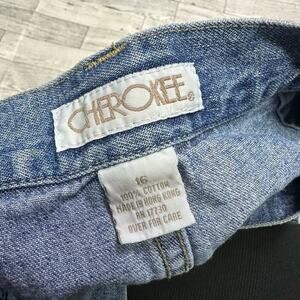 CHEROKEE®
16
100% COTTON
MADE IN HONG KONG
RN 17730
OVER FOR CARE